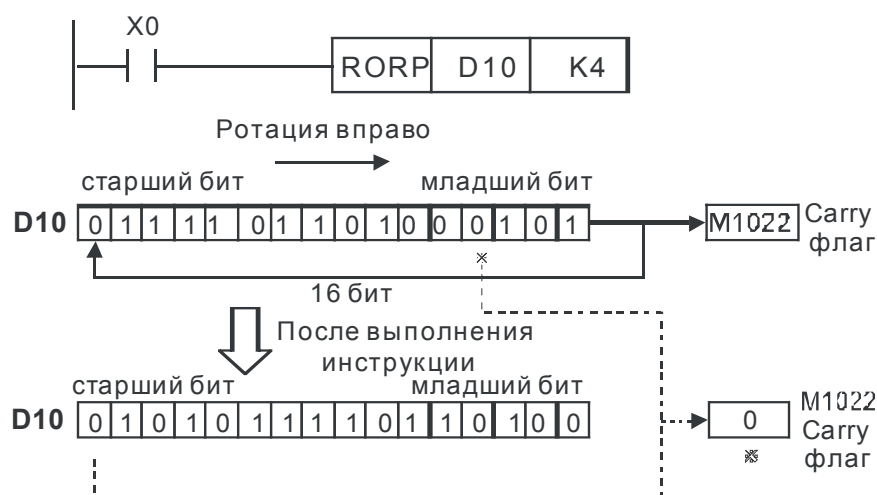 X0
RORP D10 K4
Ротация вправо
старший бит младший бит
D10 0 1 1 1 1 0 1 1 0 1 0 0 0 0 1 0 1 M1022 Carry флаг
※
16 бит
После выполнения
инструкции
старший бит младший бит
D10 0 1 0 1 0 1 1 1 1 0 1 1 0 1 0 0 0 M1022
Carry
※ флаг